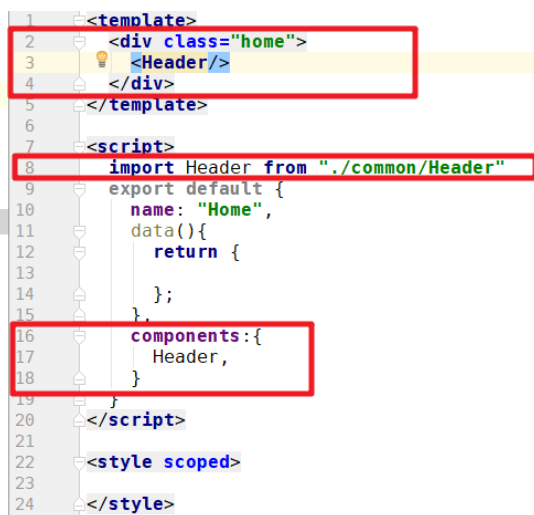 1 <template>
2 <div class="home">
3 <Header/>
4 </div>
5 </template>
6
7 <script>
8 import Header from "./common/Header"
9 export default {
10 name: "Home",
11 data(){
12 return {
13
14 };
15 },
16 components:{
17 Header,
18 }
19 }
20 </script>
21
22 <style scoped>
23
24 </style>